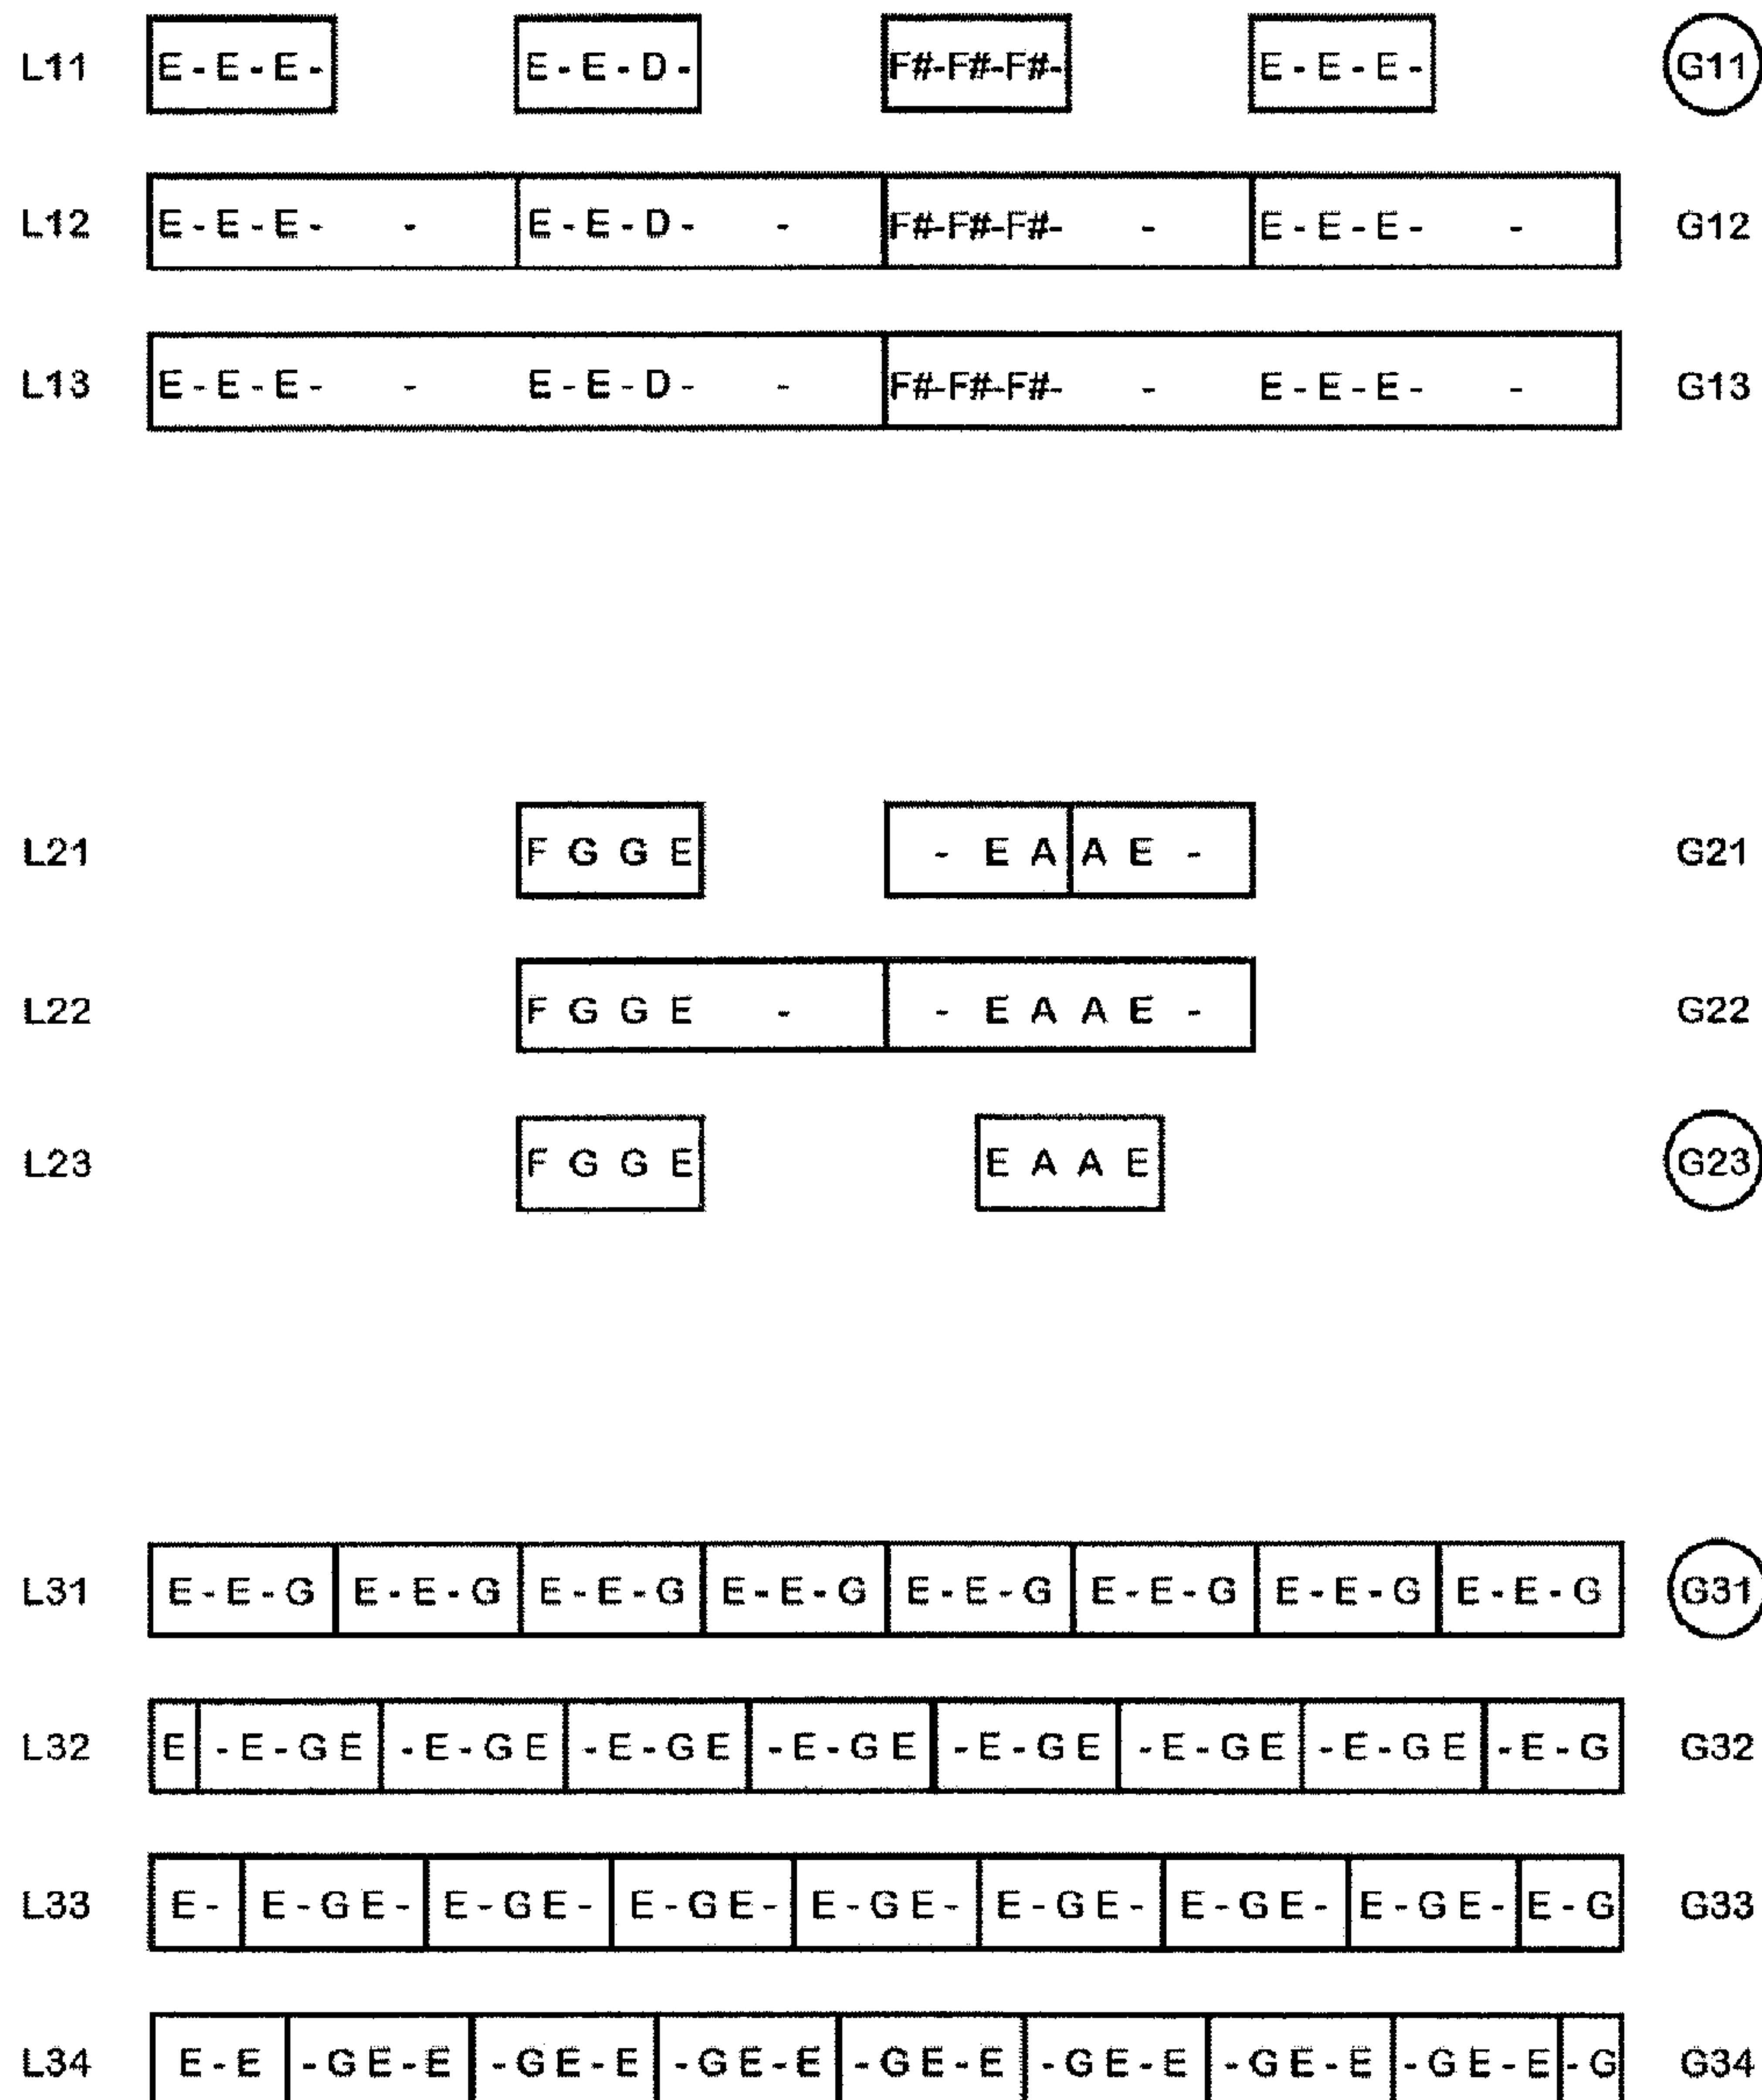 L11 E-E-E- E-E-D- F#-F#-F#- E-E-E- G11
L12 E-E-E- - E-E-D- - F#-F#-F#- - E-E-E- - G12
L13 E-E-E- - E-E-D- - F#-F#-F#- - E-E-E- - G13
L21 F G G E - E A A E - G21
L22 F G G E - - E A A E - G22
L23 F G G E E A A E G23
L31 E-E-G E-E-G E-E-G E-E-G E-E-G E-E-G E-E-G E-E-G G31
L32 E -E-GE -E-GE -E-GE -E-GE -E-GE -E-GE -E-GE -E-G G32
L33 E- E-GE- E-GE- E-GE- E-GE- E-GE- E-GE- E-GE- E-G G33
L34 E-E -GE-E -GE-E -GE-E -GE-E -GE-E -GE-E -GE-E -G G34